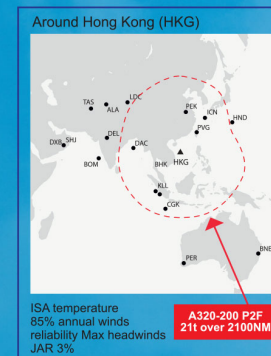 Around Hong Kong (HKG)
LDC
TAS
ALA
PEK
ICN
HND
DEL
PVG
DXB SHJ
DAC
BOM
BHK
HKG
KLL
CGK
PER
BNE
ISA temperature
85% annual winds
reliability Max headwinds
JAR 3%
A320-200 P2F
21t over 2100NM